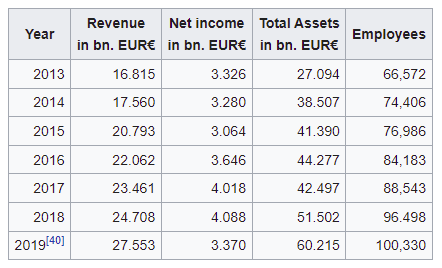 Year Revenue in bn. EUR€ Net income in bn. EUR€ Total Assets in bn. EUR€ Employees
2013 16.815 3.326 27.094 66,572
2014 17.560 3.280 38.507 74,406
2015 20.793 3.064 41.390 76,986
2016 22.062 3.646 44.277 84,183
2017 23.461 4.018 42.497 88,543
2018 24.708 4.088 51.502 96.498
2019[40] 27.553 3.370 60.215 100,330